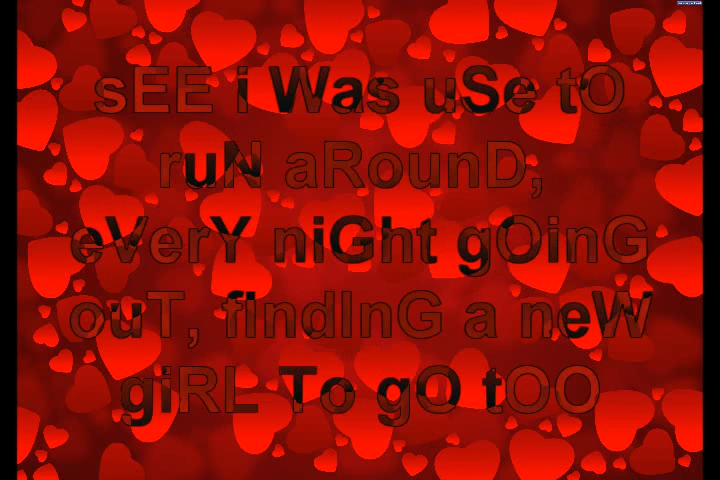 sEE i Was uSe tO
ruN aRounD,
eVerY niGht gOinG
ouT, fIndInG a neW
giRL To gO tOO